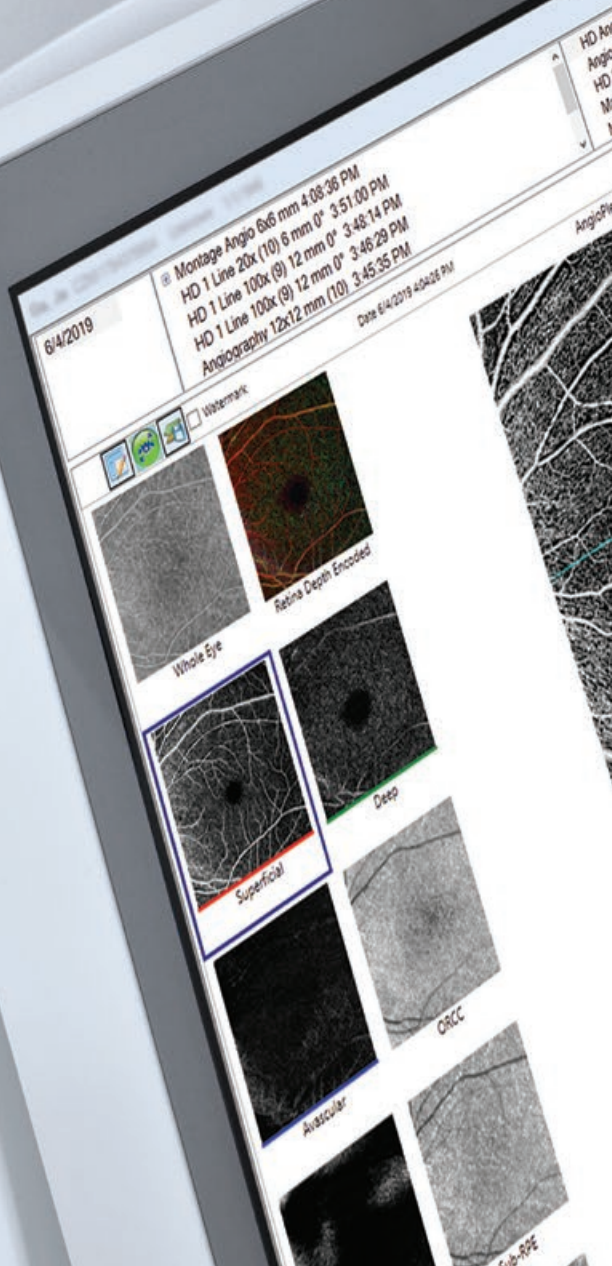 6/4/2019
Montage Angio 6x6 mm 4:08:36 PM
HD 1 Line 20x (10) 6 mm 0° 3:51:00 PM
HD 1 Line 100x (9) 12 mm 0° 3:48:14 PM
HD 1 Line 100x (9) 12 mm 0° 3:46:29 PM
Angiography 12x12 mm (10) 3:45:35 PM
HD
Angio
HD
Watermark
Date 6/4/2019 4:04:26 PM
Whole Eye
Retina Depth Encoded
Superficial
Deep
Avascular
ORCC
Sub-RPE